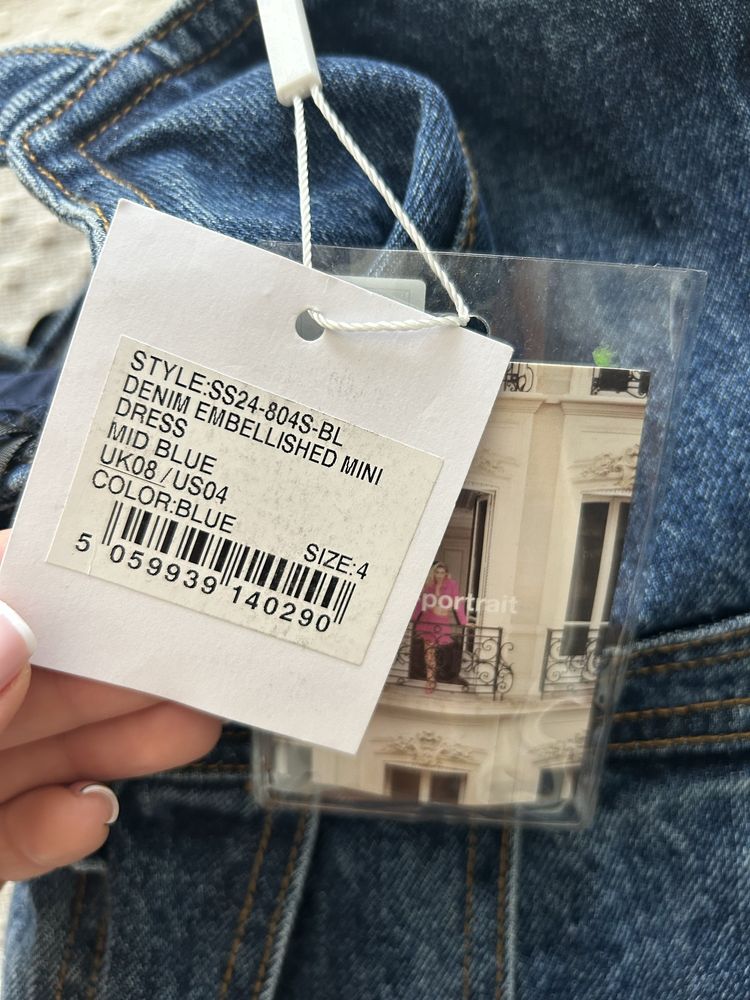 STYLE:SS24-804S-BL
DENIM EMBELLISHED MINI
DRESS
MID BLUE
UK08/US04
COLOR:BLUE
SIZE:4
5 059939 140290
portrait